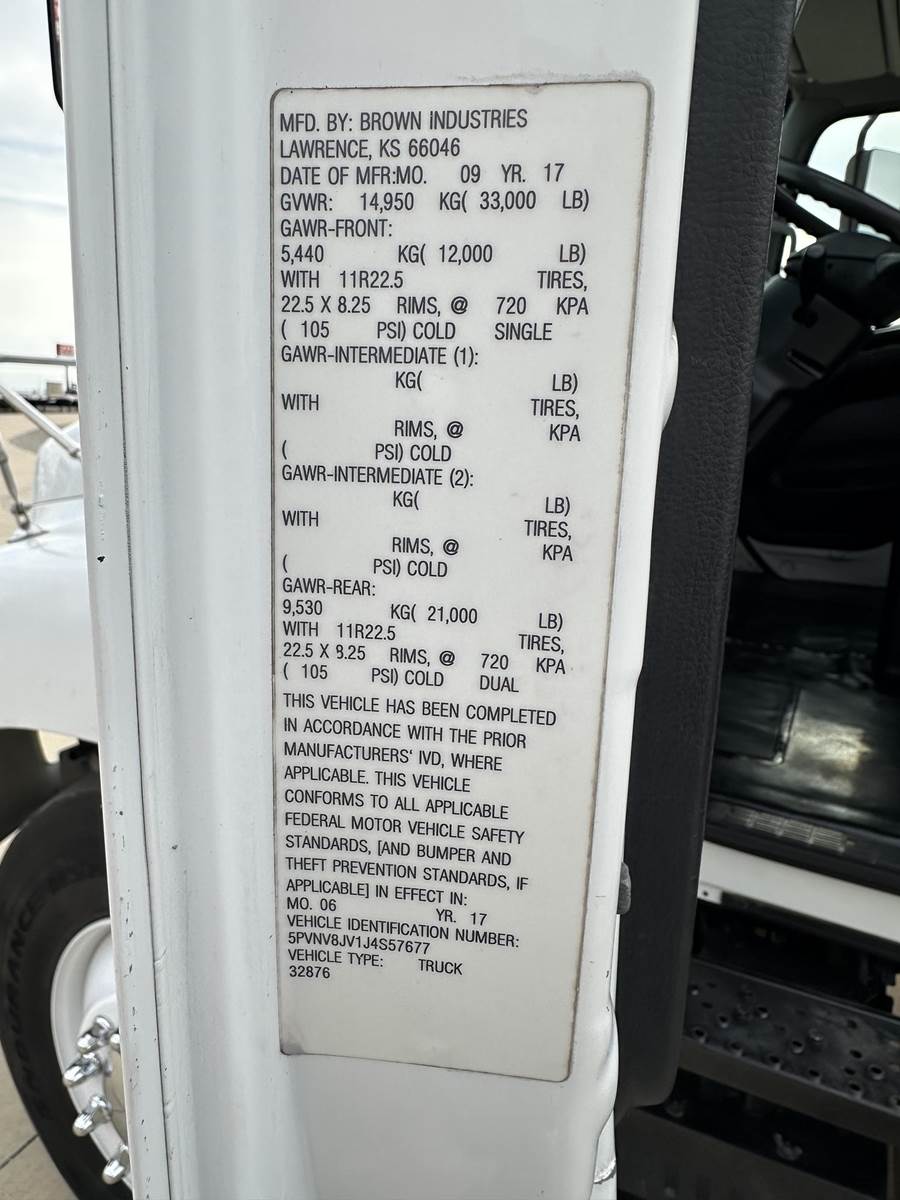 MFD. BY: BROWN INDUSTRIES
LAWRENCE, KS 66046
DATE OF MFR:MO. 09 YR. 17
GVWR: 14,950 KG( 33,000 LB)
GAWR-FRONT:
5,440 KG( 12,000 LB)
WITH 11R22.5 TIRES,
22.5 X 8.25 RIMS, @ 720 KPA
( 105 PSI) COLD SINGLE
GAWR-INTERMEDIATE (1):
KG( LB)
WITH TIRES,
RIMS, @ KPA
( PSI) COLD
GAWR-INTERMEDIATE (2):
KG( LB)
WITH TIRES,
RIMS, @ KPA
( PSI) COLD
GAWR-REAR:
9,530 KG( 21,000 LB)
WITH 11R22.5 TIRES,
22.5 X 8.25 RIMS, @ 720 KPA
( 105 PSI) COLD DUAL
THIS VEHICLE HAS BEEN COMPLETED
IN ACCORDANCE WITH THE PRIOR
MANUFACTURERS' IVD, WHERE
APPLICABLE. THIS VEHICLE
CONFORMS TO ALL APPLICABLE
FEDERAL MOTOR VEHICLE SAFETY
STANDARDS, [AND BUMPER AND
THEFT PREVENTION STANDARDS, IF
APPLICABLE] IN EFFECT IN:
MO. 06 YR. 17
VEHICLE IDENTIFICATION NUMBER:
5PVNV8JV1J4S57677
VEHICLE TYPE: TRUCK
32876